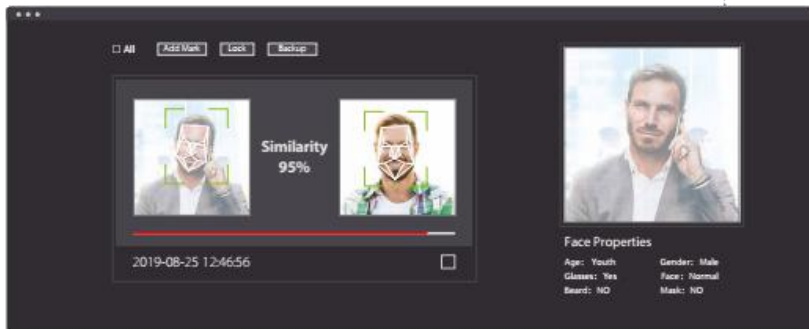 All Add Mark Lock Backup
Similarity
95%
2019-08-25 12:46:56
Face Properties
Age: Youth Gender: Male
Glasses: Yes Face: Normal
Beard: NO Mask: NO